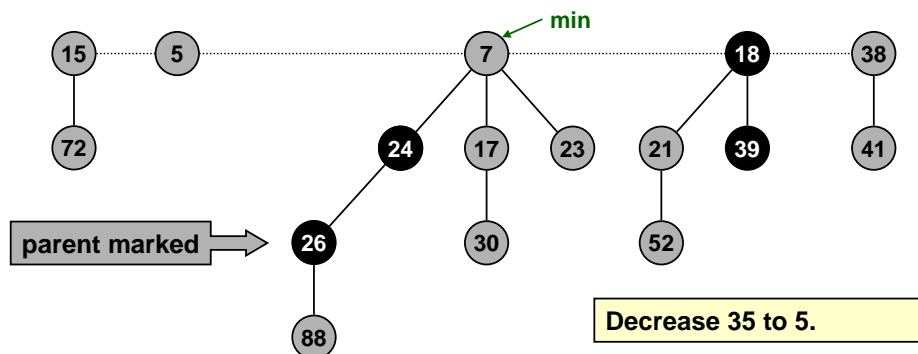 min
15 5 7 18 38
72 24 17 23 21 39 41
parent marked 26 30 52
88
Decrease 35 to 5.